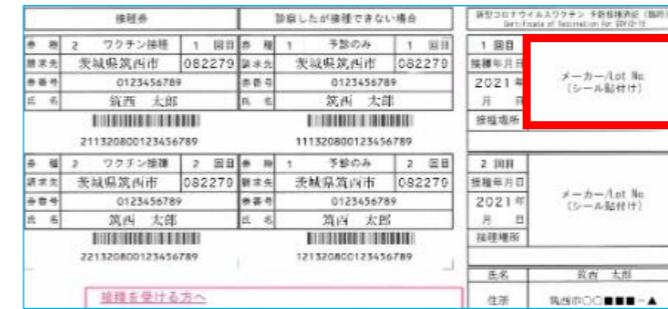 接種券
診察したが接種できない場合
新型コロナウイルスワクチン 予防接種済証 (臨時)
Certificate of Vaccination for COVID-19
券種 2 ワクチン接種 1 回目
請求先 茨城県筑西市 082279
券番号 0123456789
氏名 筑西 太郎
211320800123456789
券種 1 予診のみ 1 回目
請求先 茨城県筑西市 082279
券番号 0123456789
氏名 筑西 太郎
111320800123456789
1 回目
接種年月日
2021年
月 日
接種場所
メーカー/Lot No.
(シール貼付け)
券種 2 ワクチン接種 2 回目
請求先 茨城県筑西市 082279
券番号 0123456789
氏名 筑西 太郎
221320800123456789
券種 1 予診のみ 2 回目
請求先 茨城県筑西市 082279
券番号 0123456789
氏名 筑西 太郎
121320800123456789
2 回目
接種年月日
2021年
月 日
接種場所
メーカー/Lot No.
(シール貼付け)
氏名 筑西 太郎
住所 筑西市〇〇■■■-▲
接種を受ける方へ